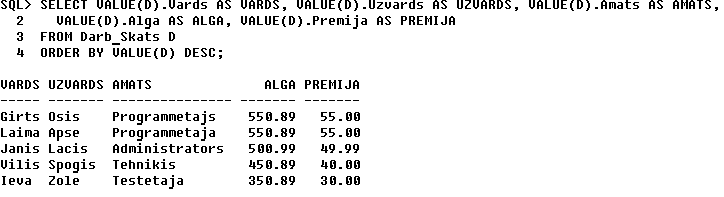 SQL> SELECT VALUE(D).Vards AS VARDS, VALUE(D).Uzvards AS UZVARDS, VALUE(D).Amats AS AMATS,
  2    VALUE(D).Alga AS ALGA, VALUE(D).Premija AS PREMIJA
  3  FROM Darb_Skats D
  4  ORDER BY VALUE(D) DESC;
VARDS UZVARDS AMATS               ALGA PREMIJA
----- ------- --------------- ------- -------
Girts Osis    Programmetajs     550.89   55.00
Laima Apse    Programmetaja     550.89   55.00
Janis Lacis   Administrators    500.99   49.99
Vilis Spogis  Tehnikis          450.89   40.00
Ieva  Zole    Testetaja         350.89   30.00